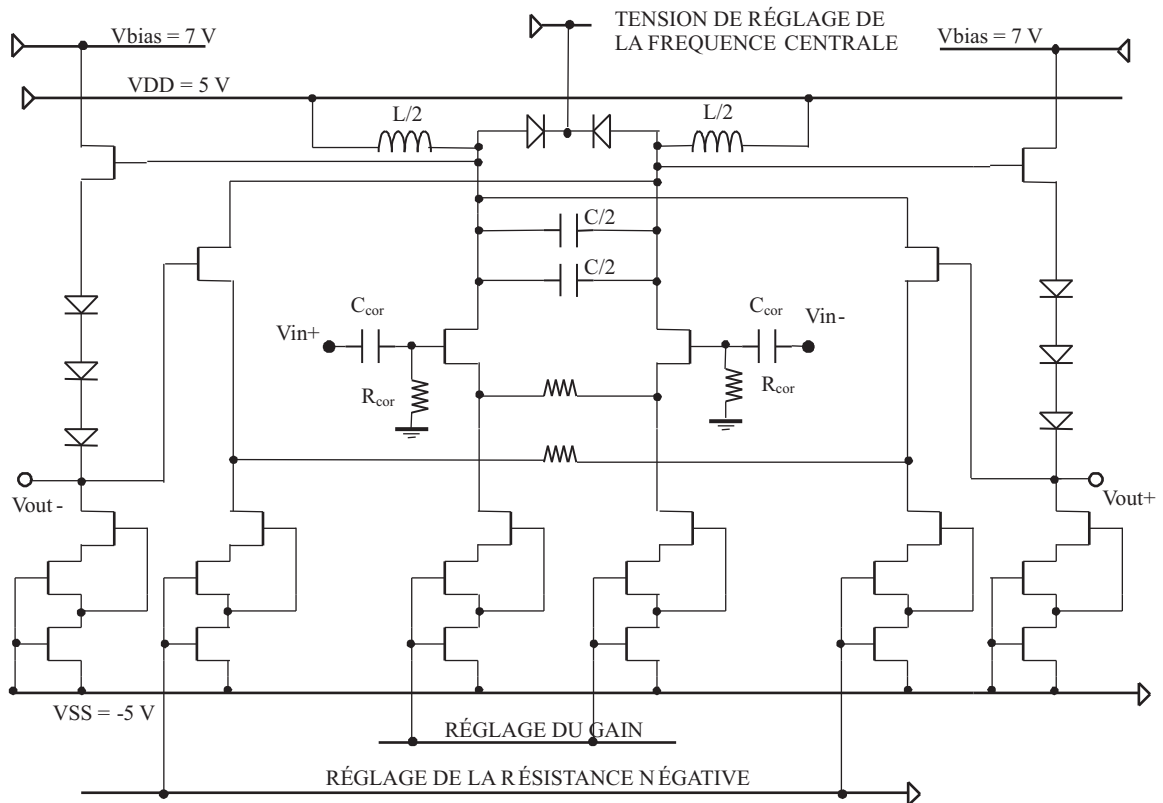 TENSION DE RÉGLAGE DE
LA FREQUENCE CENTRALE
Vbias = 7 V
Vbias = 7 V
VDD = 5 V
L/2
L/2
C/2
C/2
Ccor
Ccor
Vin+
Vin-
Rcor
Rcor
Vout -
Vout+
VSS = -5 V
RÉGLAGE DU GAIN
RÉGLAGE DE LA RÉSISTANCE NÉGATIVE